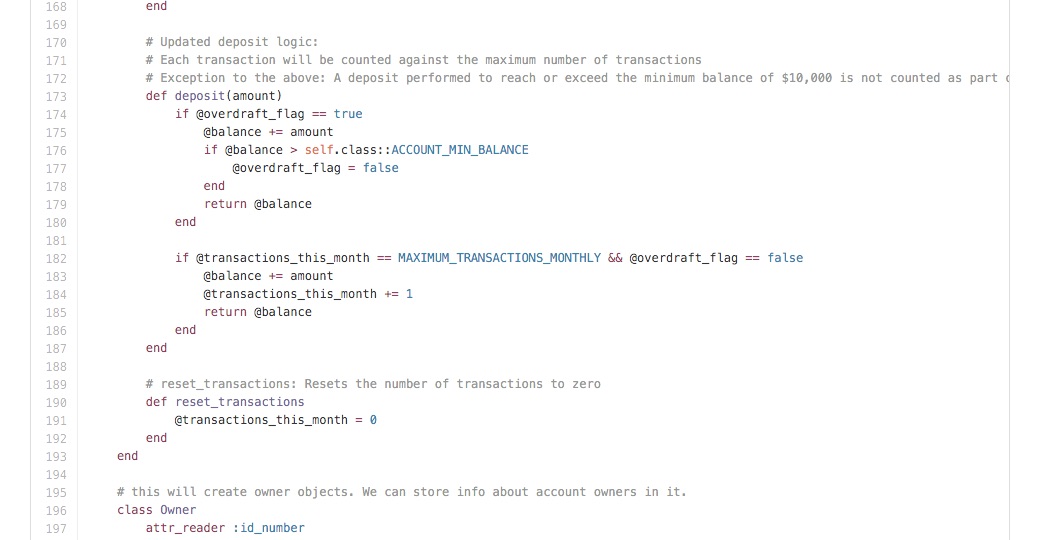 168 end
169
170 # Updated deposit logic:
171 # Each transaction will be counted against the maximum number of transactions
172 # Exception to the above: A deposit performed to reach or exceed the minimum balance of $10,000 is not counted as part
173 def deposit(amount)
174 if @overdraft_flag == true
175 @balance += amount
176 if @balance > self.class::ACCOUNT_MIN_BALANCE
177 @overdraft_flag = false
178 end
179 return @balance
180 end
181
182 if @transactions_this_month == MAXIMUM_TRANSACTIONS_MONTHLY && @overdraft_flag == false
183 @balance += amount
184 @transactions_this_month += 1
185 return @balance
186 end
187 end
188
189 # reset_transactions: Resets the number of transactions to zero
190 def reset_transactions
191 @transactions_this_month = 0
192 end
193 end
194
195 # this will create owner objects. We can store info about account owners in it.
196 class Owner
197 attr_reader :id_number